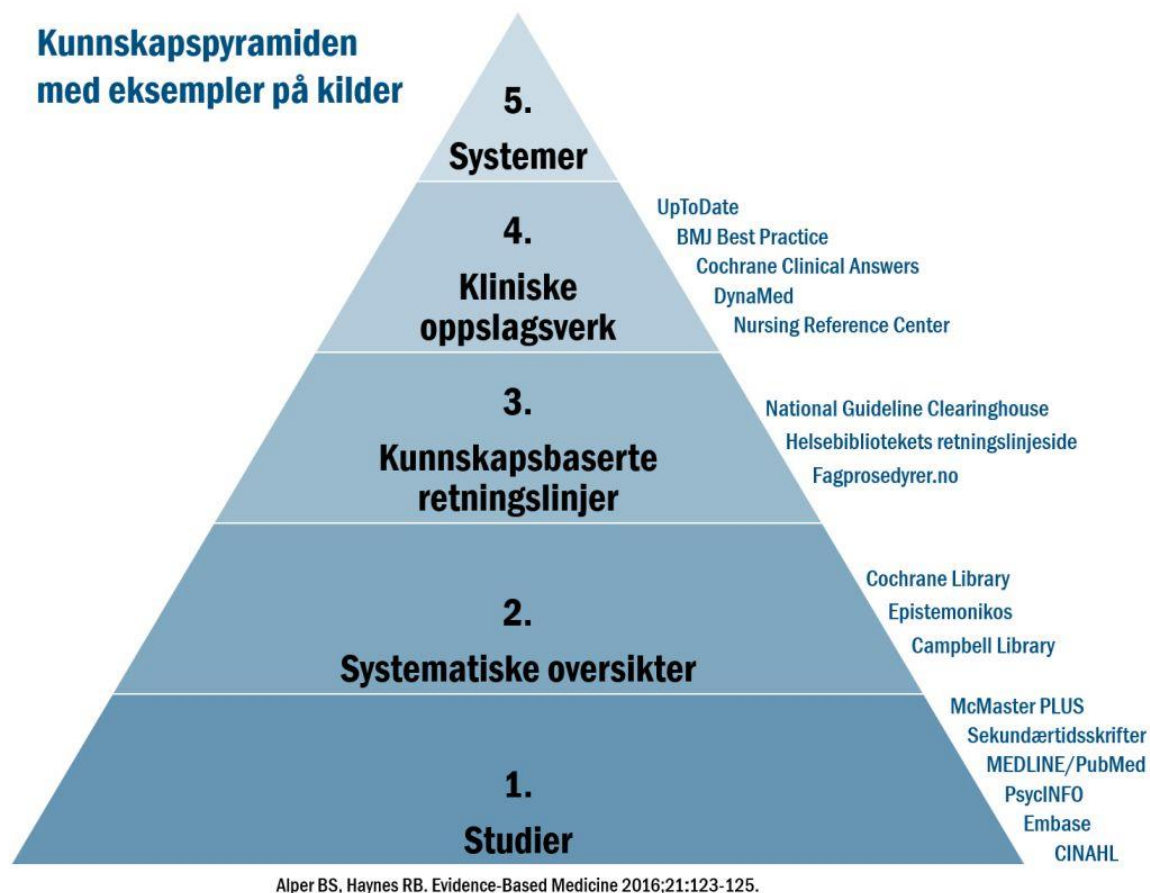 Kunnskapspyramiden
med eksempler på kilder
5.
Systemer
4.
Kliniske
oppslagsverk
UpToDate
BMJ Best Practice
Cochrane Clinical Answers
DynaMed
Nursing Reference Center
3.
Kunnskapsbaserte
retningslinjer
National Guideline Clearinghouse
Helsebibliotekets retningslinjeside
Fagprosedyrer.no
2.
Systematiske oversikter
Cochrane Library
Epistemonikos
Campbell Library
1.
Studier
McMaster PLUS
Sekundærtidsskrifter
MEDLINE/PubMed
PsycINFO
Embase
CINAHL
Alper BS, Haynes RB. Evidence-Based Medicine 2016;21:123-125.